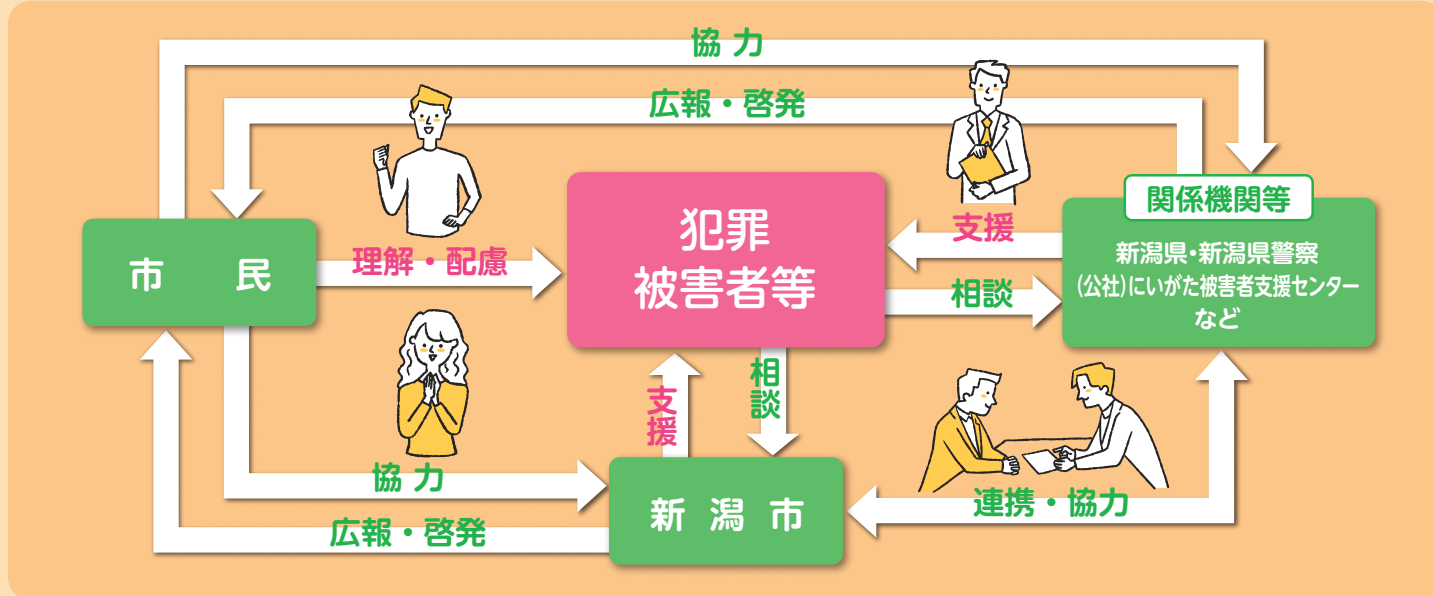 協 力
広報・啓発
関係機関等
新潟県・新潟県警察
(公社)にいがた被害者支援センター
など
市 民
理解・配慮
犯罪
被害者等
支援
相談
支援
相談
協 力
広報・啓発
新 潟 市
連携・協力